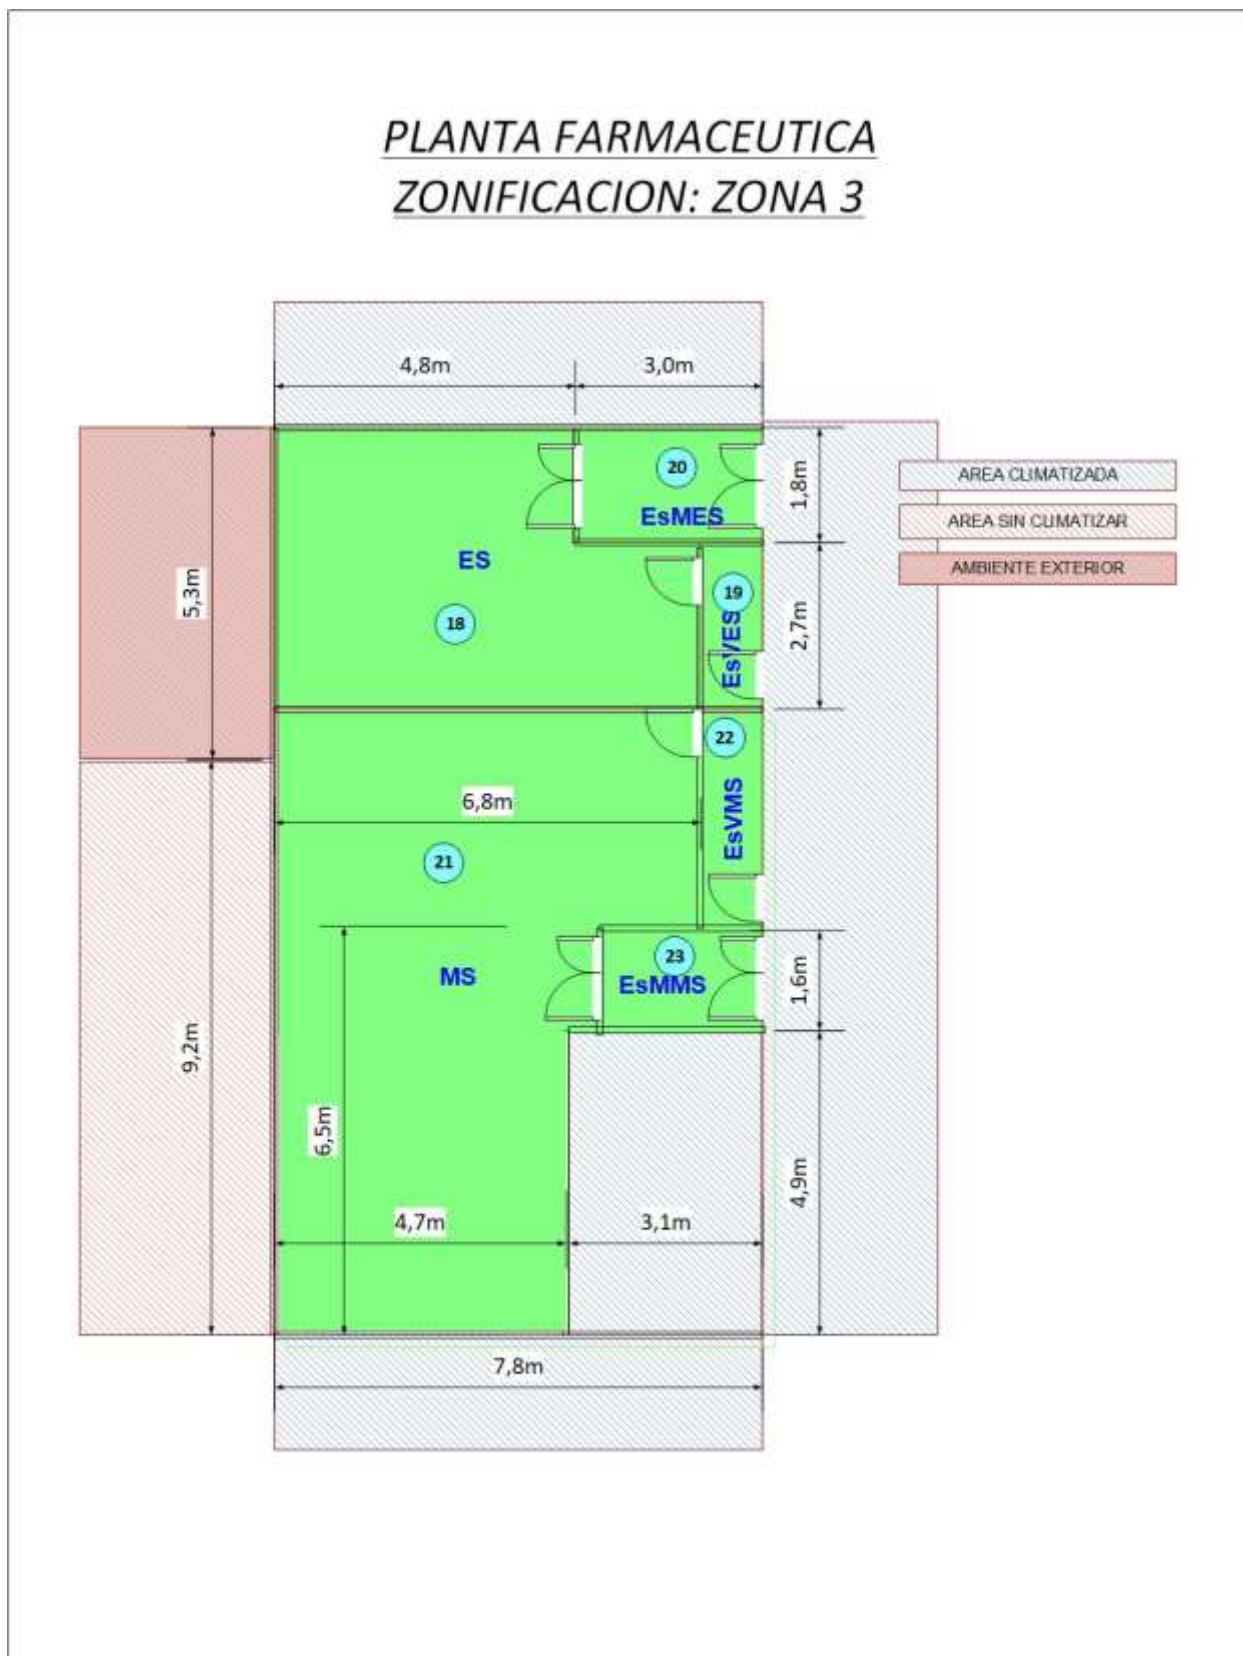 PLANTA FARMACEUTICA
ZONIFICACION: ZONA 3
4,8m
3,0m
20
EsMES
1,8m
AREA CLIMATIZADA
AREA SIN CLIMATIZAR
AMBIENTE EXTERIOR
ES
18
5,3m
19
EsVES
2,7m
22
EsVMS
6,8m
21
MS
23
EsMMS
1,6m
9,2m
6,5m
4,9m
4,7m
3,1m
7,8m